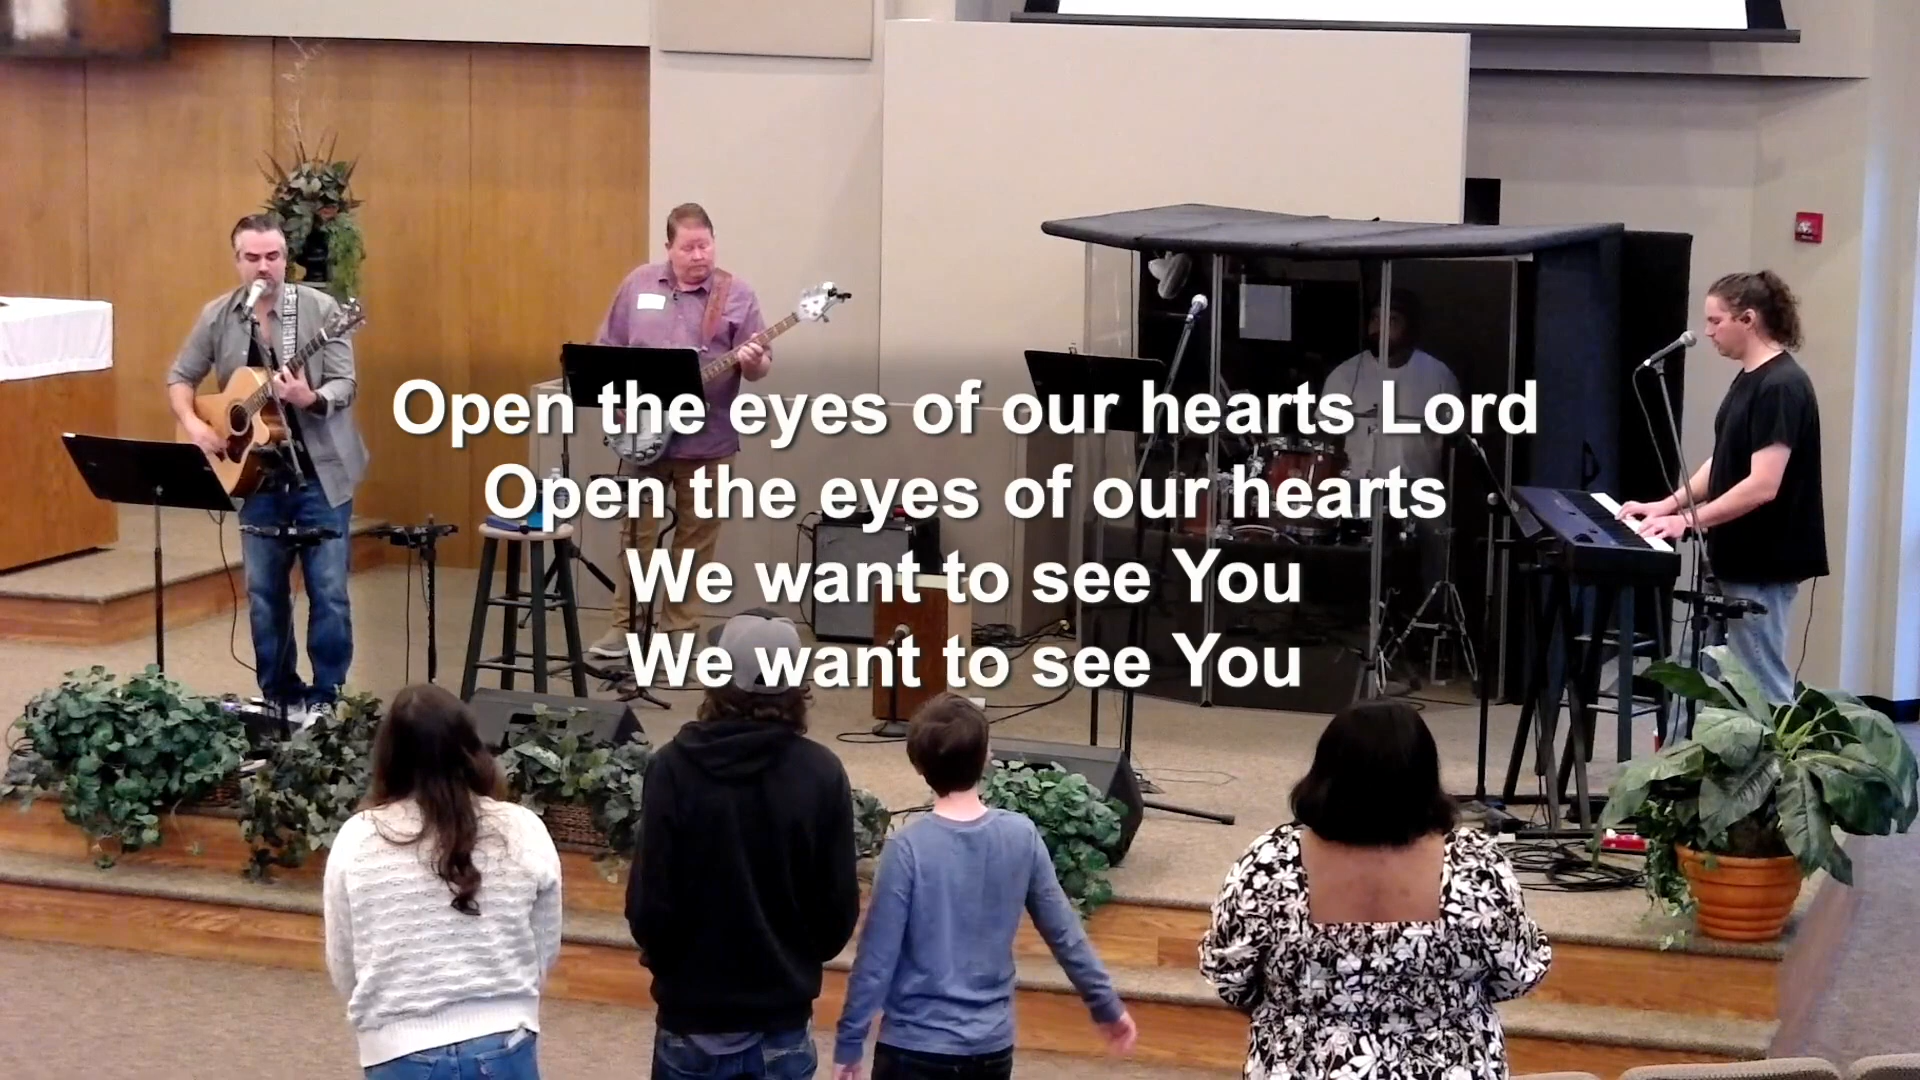 Open the eyes of our hearts Lord
Open the eyes of our hearts
We want to see You
We want to see You